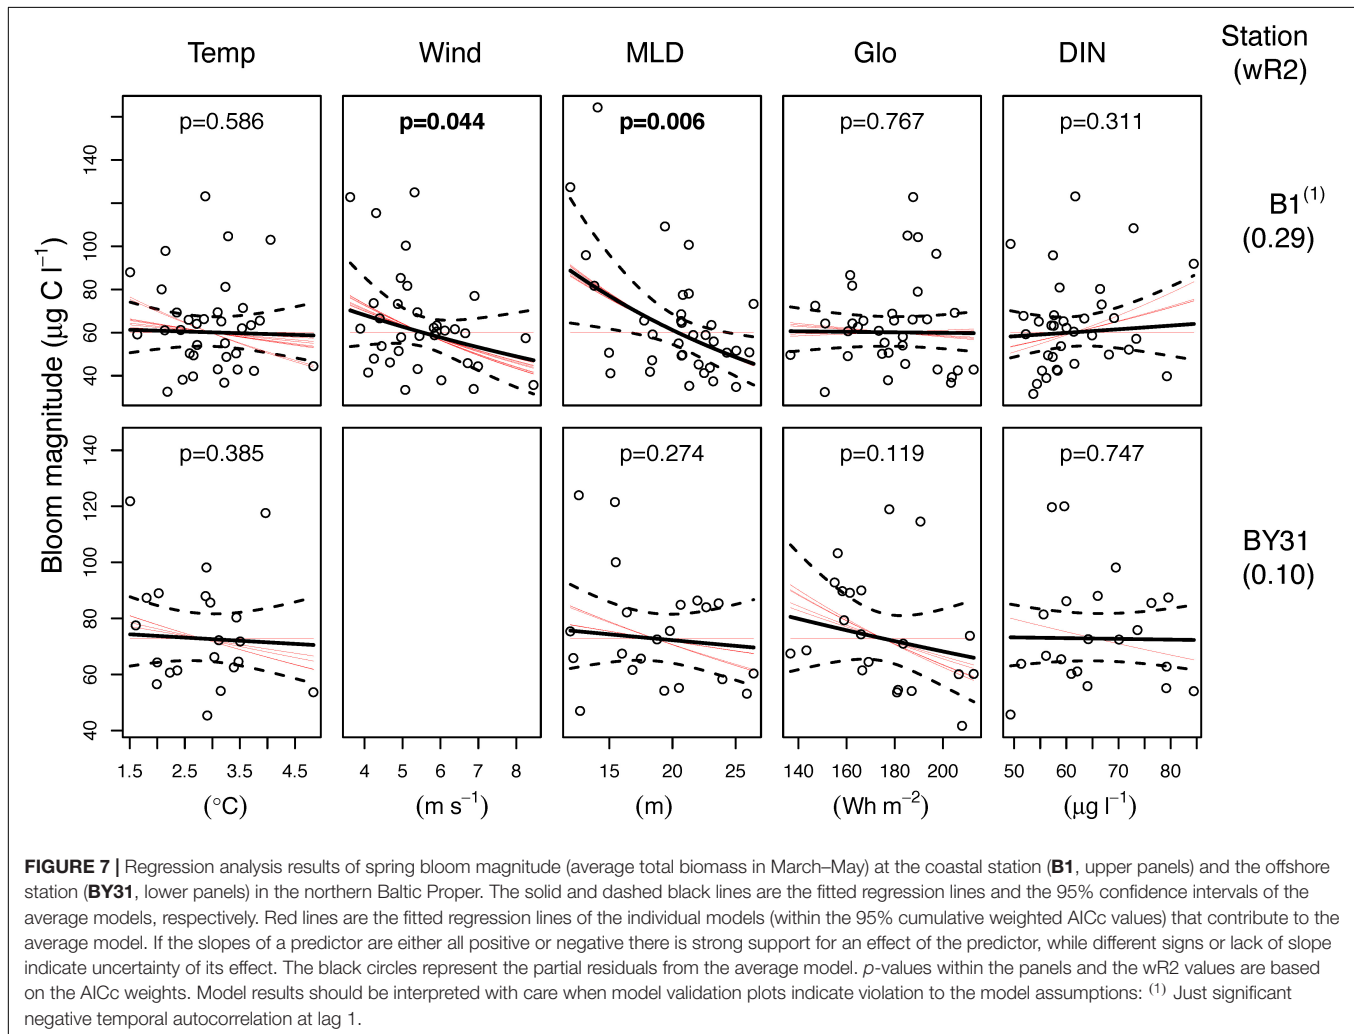 Temp Wind MLD Glo DIN Station
(wR2)
p=0.586 p=0.044 p=0.006 p=0.767 p=0.311
B1(1)
(0.29)
140
100
80
60
40
Bloom magnitude (µg C l−1)
p=0.385 p=0.274 p=0.119 p=0.747
BY31
(0.10)
140
120
100
80
60
40
1.5 2.5 3.5 4.5 4 5 6 7 8 15 20 25 140 160 180 200 50 60 70 80
(°C) (m s−1) (m) (Wh m−2) (µg l−1)
FIGURE 7 | Regression analysis results of spring bloom magnitude (average total biomass in March–May) at the coastal station (B1, upper panels) and the offshore
station (BY31, lower panels) in the northern Baltic Proper. The solid and dashed black lines are the fitted regression lines and the 95% confidence intervals of the
average models, respectively. Red lines are the fitted regression lines of the individual models (within the 95% cumulative weighted AICc values) that contribute to the
average model. If the slopes of a predictor are either all positive or negative there is strong support for an effect of the predictor, while different signs or lack of slope
indicate uncertainty of its effect. The black circles represent the partial residuals from the average model. p-values within the panels and the wR2 values are based
on the AICc weights. Model results should be interpreted with care when model validation plots indicate violation to the model assumptions: (1) Just significant
negative temporal autocorrelation at lag 1.